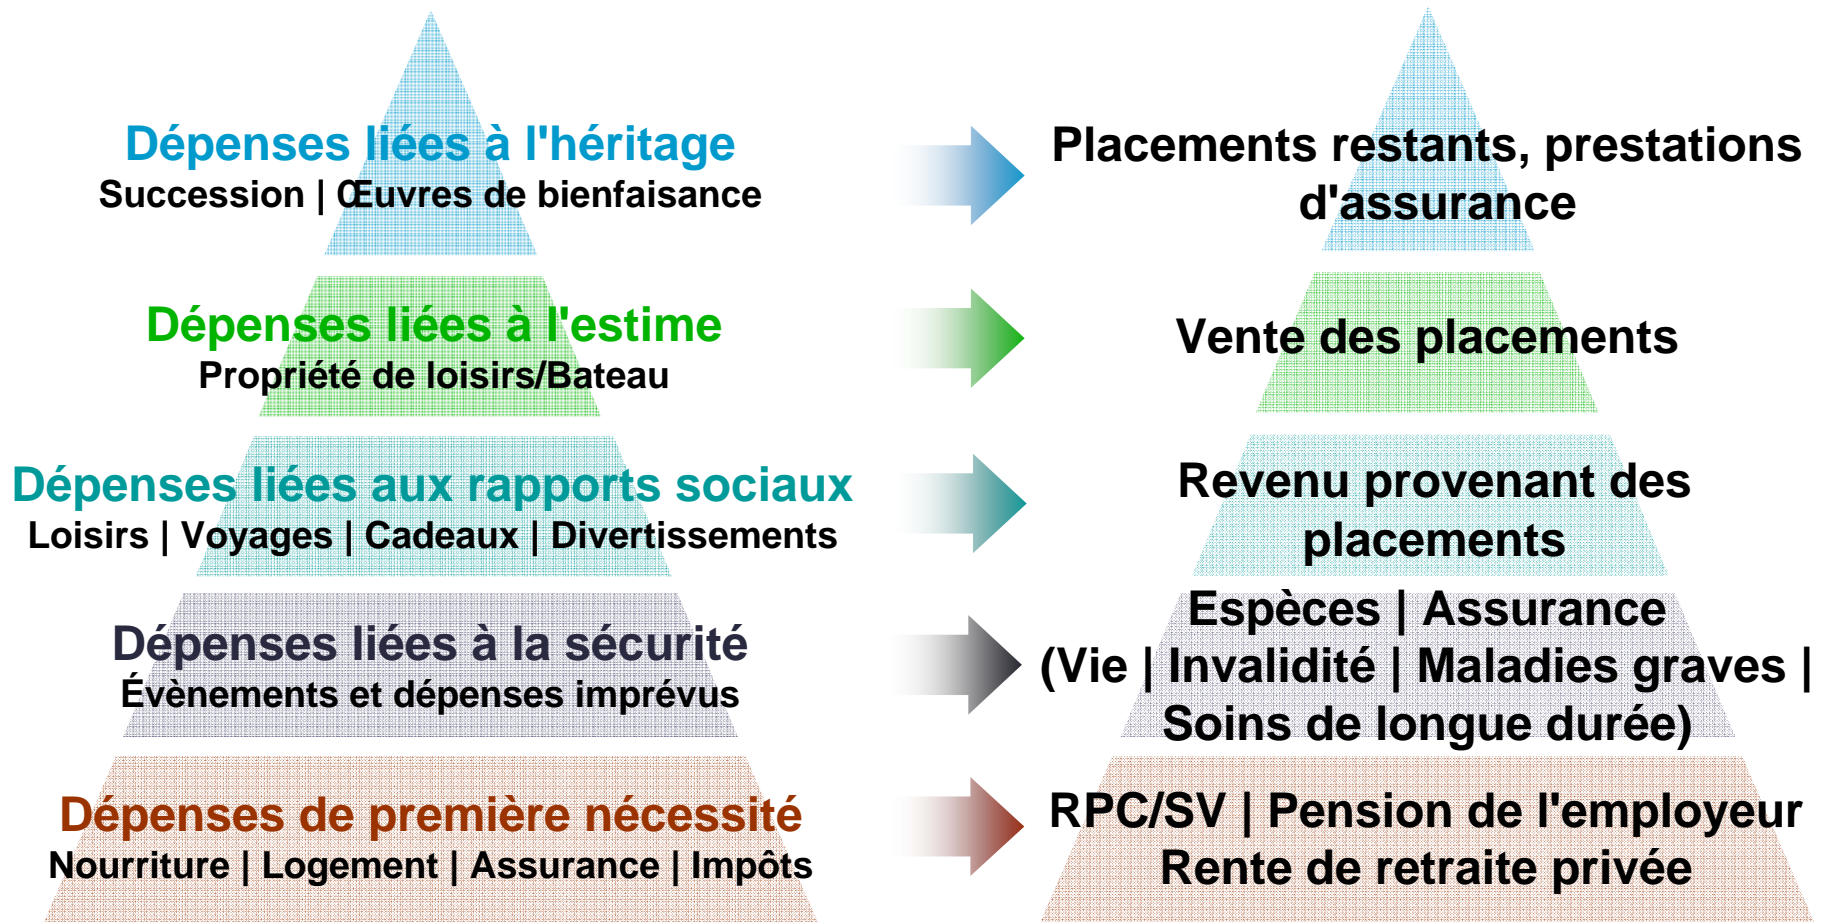 Dépenses liées à l'héritage
Succession | Œuvres de bienfaisance
Placements restants, prestations
d'assurance
Dépenses liées à l'estime
Propriété de loisirs/Bateau
Vente des placements
Dépenses liées aux rapports sociaux
Loisirs | Voyages | Cadeaux | Divertissements
Revenu provenant des
placements
Dépenses liées à la sécurité
Évènements et dépenses imprévus
Espèces | Assurance
(Vie | Invalidité | Maladies graves |
Soins de longue durée)
Dépenses de première nécessité
Nourriture | Logement | Assurance | Impôts
RPC/SV | Pension de l'employeur
Rente de retraite privée